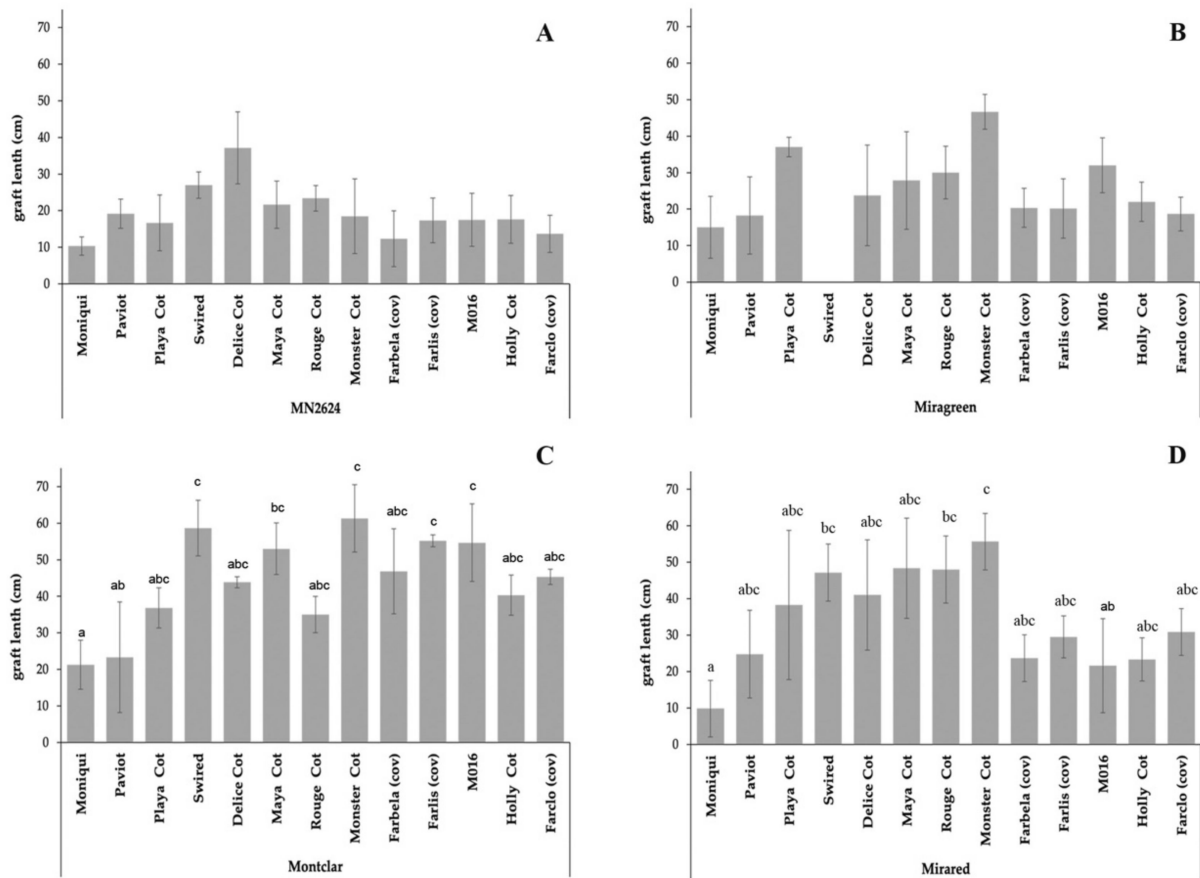 A
graft lenth (cm)
70
60
50
40
30
20
10
0
Moniqui
Paviot
Playa Cot
Swired
Delice Cot
Maya Cot
Rouge Cot
Monster Cot
Farbela (cov)
Farlis (cov)
M016
Holly Cot
Farclo (cov)
MN2624
B
graft lenth (cm)
70
60
50
40
30
20
10
0
Moniqui
Paviot
Playa Cot
Swired
Delice Cot
Maya Cot
Rouge Cot
Monster Cot
Farbela (cov)
Farlis (cov)
M016
Holly Cot
Farclo (cov)
Miragreen
C
graft lenth (cm)
70
60
50
40
30
20
10
0
a
ab
abc
c
abc
bc
abc
c
abc
c
c
abc
abc
Moniqui
Paviot
Playa Cot
Swired
Delice Cot
Maya Cot
Rouge Cot
Monster Cot
Farbela (cov)
Farlis (cov)
M016
Holly Cot
Farclo (cov)
Montclar
D
graft lenth (cm)
70
60
50
40
30
20
10
0
a
abc
abc
bc
abc
abc
bc
c
abc
abc
ab
abc
abc
Moniqui
Paviot
Playa Cot
Swired
Delice Cot
Maya Cot
Rouge Cot
Monster Cot
Farbela (cov)
Farlis (cov)
M016
Holly Cot
Farclo (cov)
Mirared